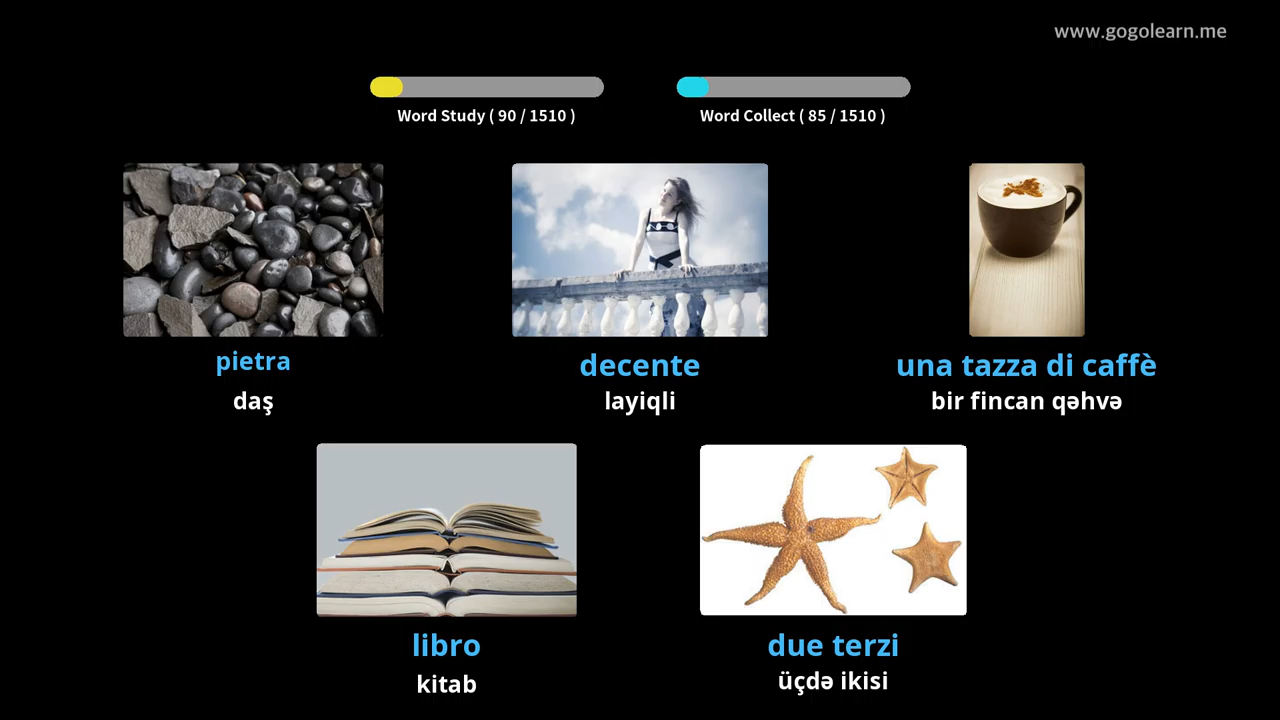 www.gogolearn.me
Word Study ( 90 / 1510 )
Word Collect ( 85 / 1510 )
pietra
daş
decente
layiqli
una tazza di caffè
bir fincan qəhvə
libro
kitab
due terzi
üçdə ikisi